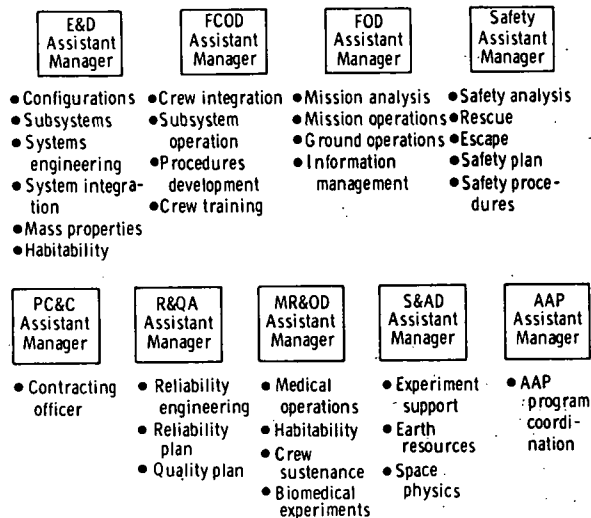 E&D
Assistant
Manager
• Configurations
• Subsystems
• Systems
engineering
• System integra-
tion
• Mass properties
• Habitability
FCOD
Assistant
Manager
• Crew integration
• Subsystem
operation
• Procedures
development
• Crew training
FOD
Assistant
Manager
• Mission analysis
• Mission operations
• Ground operations
• Information
management
Safety
Assistant
Manager
• Safety analysis
• Rescue
• Escape
• Safety plan
• Safety proce-
dures
PC&C
Assistant
Manager
• Contracting
officer
R&QA
Assistant
Manager
• Reliability
engineering
• Reliability
plan
• Quality plan
MR&OD
Assistant
Manager
• Medical
operations
• Habitability
• Crew
sustenance
• Biomedical
experiments
S&AD
Assistant
Manager
• Experiment
support
• Earth
resources
• Space
physics
AAP
Assistant
Manager
• AAP
program
coordi-
nation